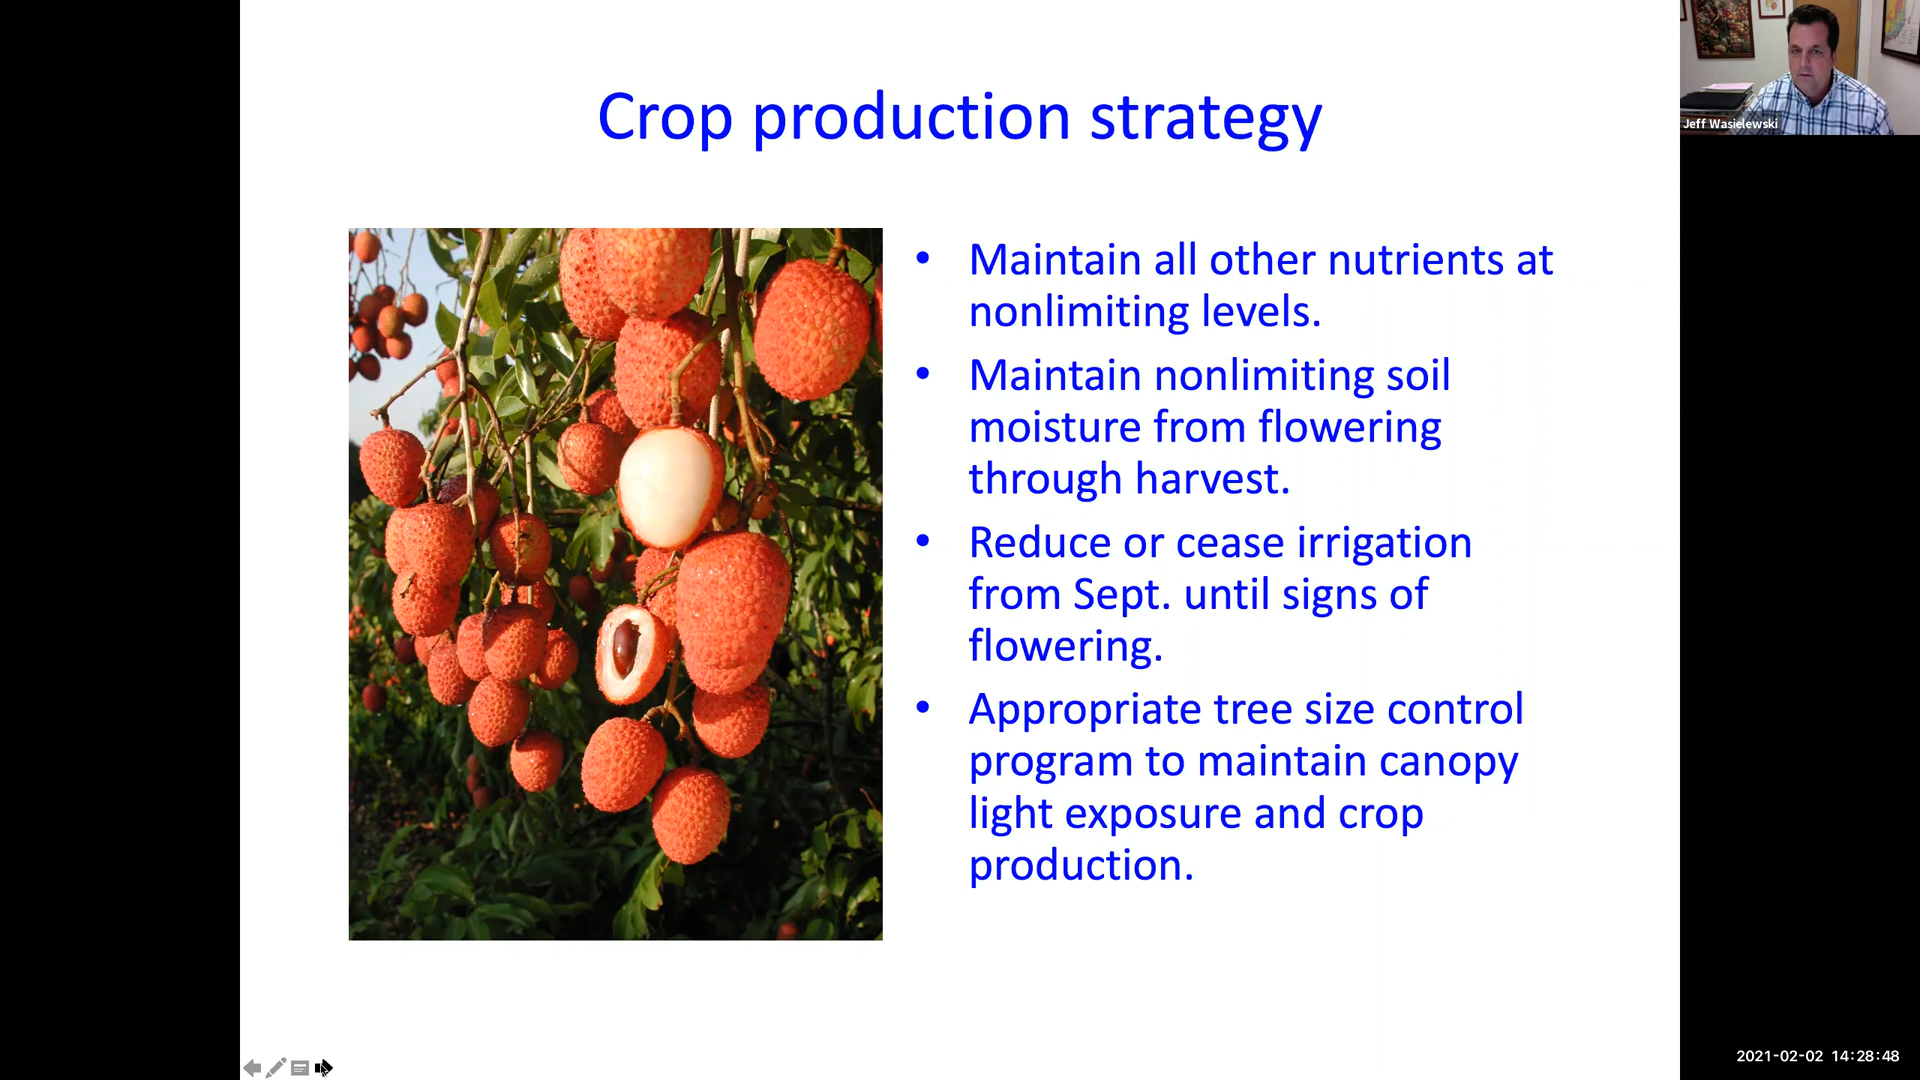 Crop production strategy
Jeff Wasielewski
• Maintain all other nutrients at
nonlimiting levels.
• Maintain nonlimiting soil
moisture from flowering
through harvest.
• Reduce or cease irrigation
from Sept. until signs of
flowering.
• Appropriate tree size control
program to maintain canopy
light exposure and crop
production.
2021-02-02 14:28:48